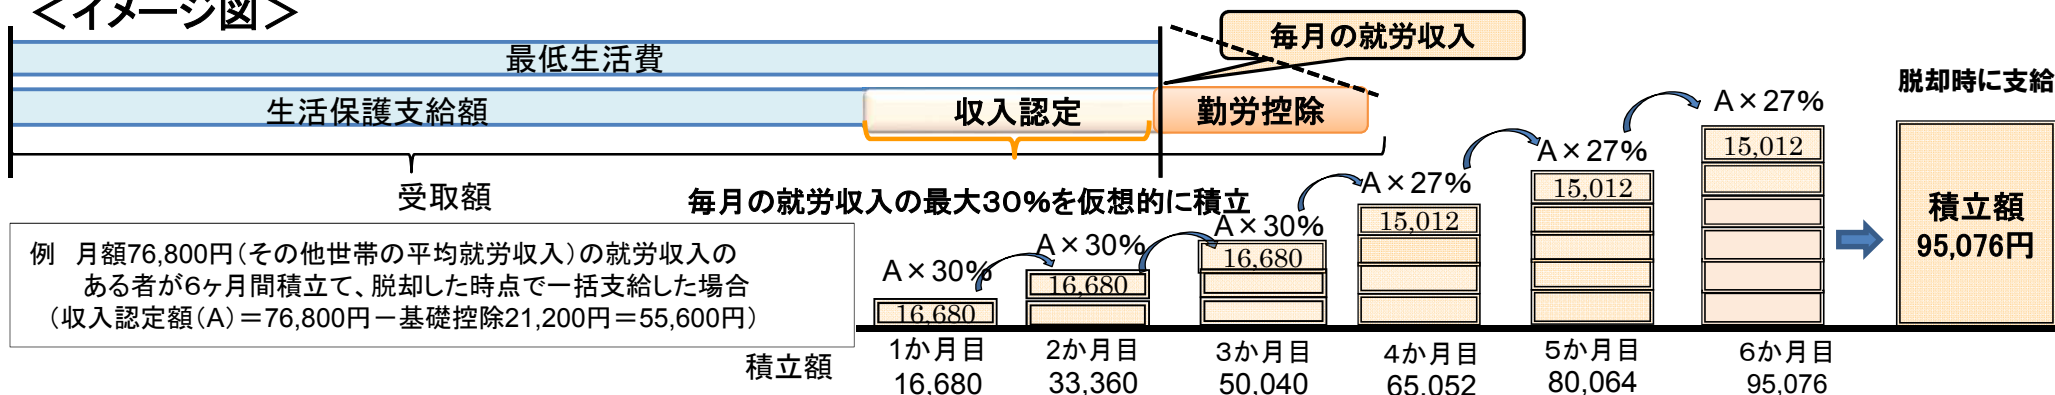 ＜イメージ図＞
毎月の就労収入
最低生活費
脱却時に支給
生活保護支給額
収入認定
勤労控除
受取額
毎月の就労収入の最大３０％を仮想的に積立
例　月額76,800円（その他世帯の平均就労収入）の就労収入の
ある者が６ヶ月間積立て、脱却した時点で一括支給した場合
（収入認定額（A）＝76,800円－基礎控除21,200円＝55,600円）
A×30%
16,680
A×30%
16,680
A×30%
16,680
A×27%
15,012
A×27%
15,012
A×27%
15,012
積立額
95,076円
積立額
1か月目
16,680
2か月目
33,360
３か月目
50,040
４か月目
65,052
５か月目
80,064
６か月目
95,076